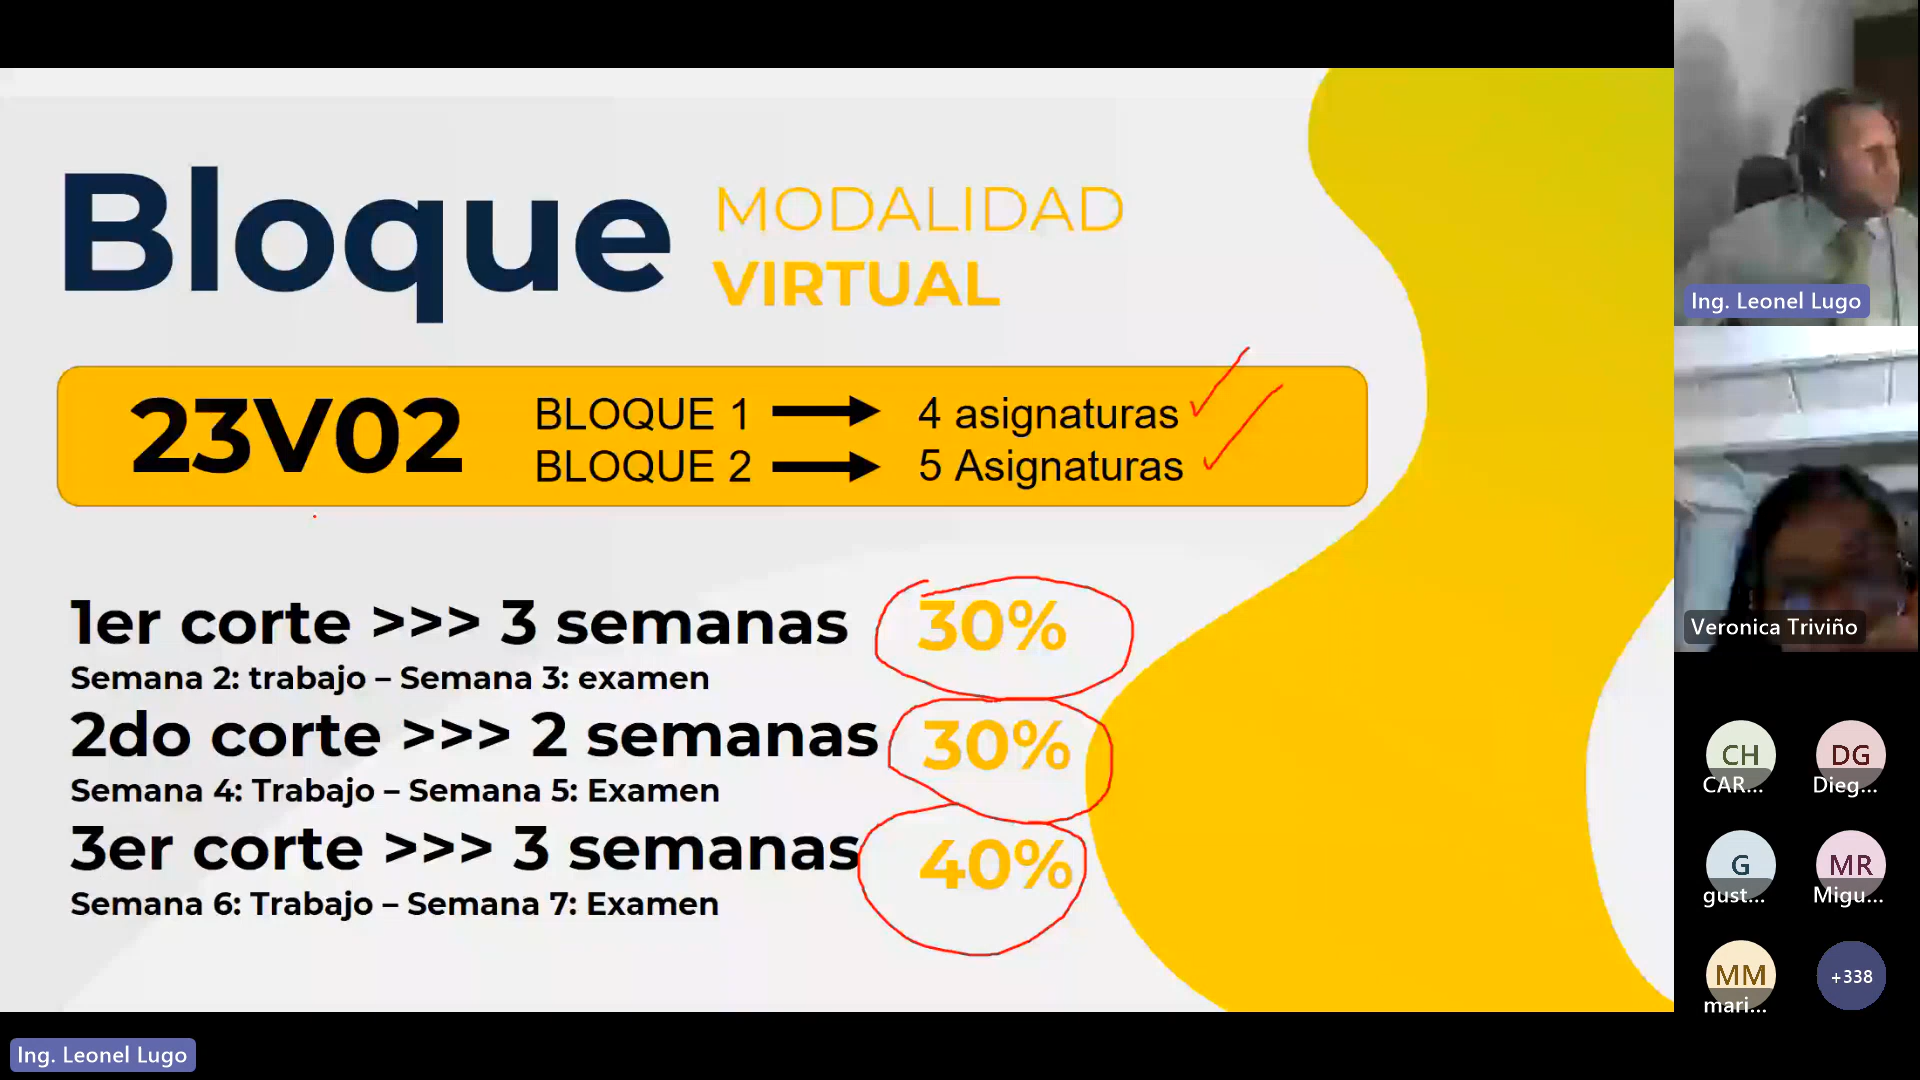 Bloque
MODALIDAD
VIRTUAL
23V02
BLOQUE 1 4 asignaturas
BLOQUE 2 5 Asignaturas
1er corte >>> 3 semanas 30%
Semana 2: trabajo – Semana 3: examen
2do corte >>> 2 semanas 30%
Semana 4: Trabajo – Semana 5: Examen
3er corte >>> 3 semanas 40%
Semana 6: Trabajo – Semana 7: Examen
Ing. Leonel Lugo
Ing. Leonel Lugo
Veronica Triviño
CH
CAR...
DG
Dieg...
G
gust...
MR
Migu...
MM
mari...
+338